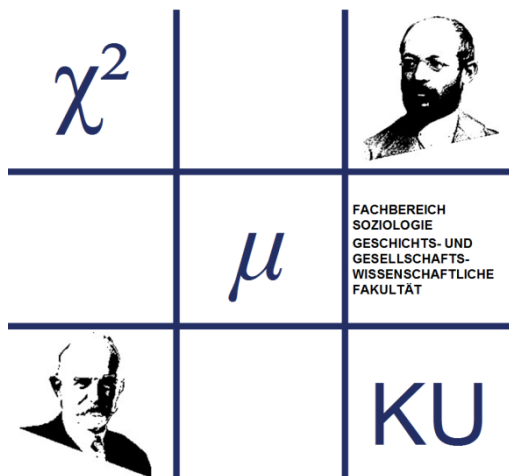 χ²
FACHBEREICH
SOZIOLOGIE
GESCHICHTS- UND
GESELLSCHAFTS-
WISSENSCHAFTLICHE
FAKULTÄT
μ
KU